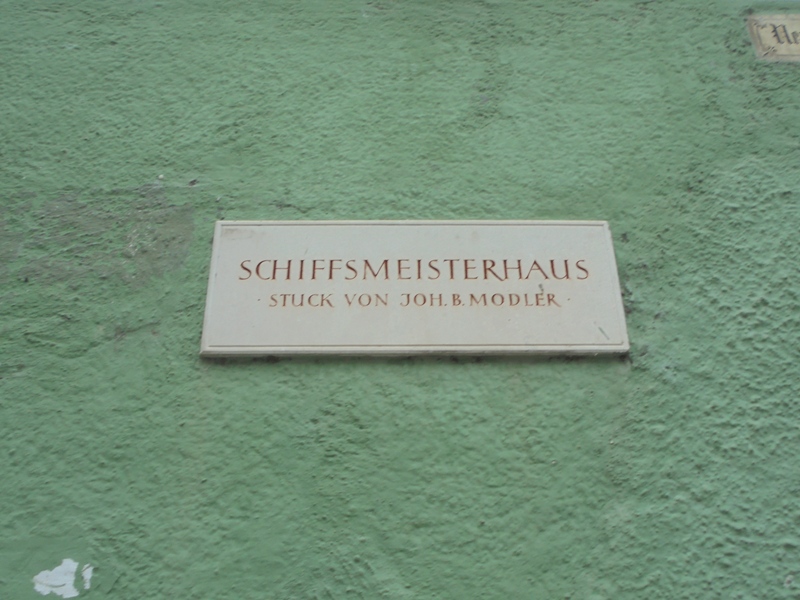 SCHIFFSMEISTERHAUS
· STUCK VON JOH. B. MODLER ·